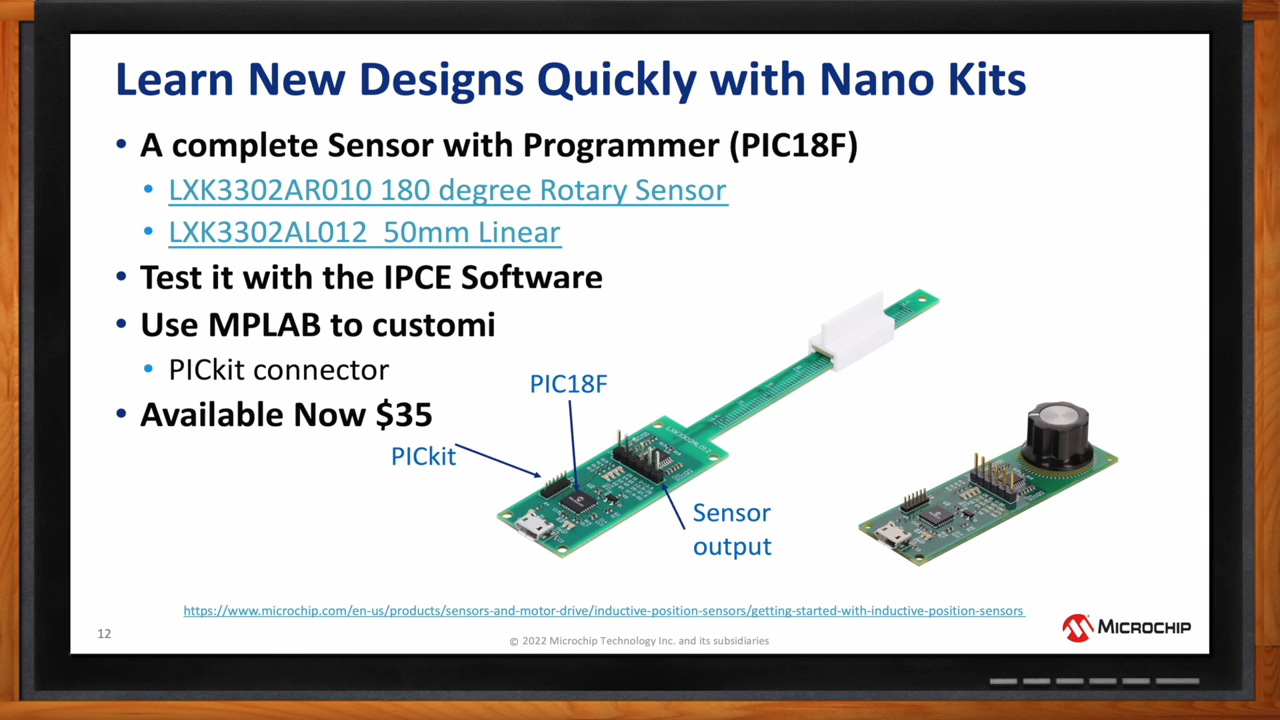 Learn New Designs Quickly with Nano Kits
• A complete Sensor with Programmer (PIC18F)
• LXK3302AR010 180 degree Rotary Sensor
• LXK3302AL012 50mm Linear
• Test it with the IPCE Software
• Use MPLAB to customi
• PICkit connector
• Available Now $35
PIC18F
PICkit
LXK3302AL012
Sensor
output
https://www.microchip.com/en-us/products/sensors-and-motor-drive/inductive-position-sensors/getting-started-with-inductive-position-sensors
12
© 2022 Microchip Technology Inc. and its subsidiaries
MICROCHIP